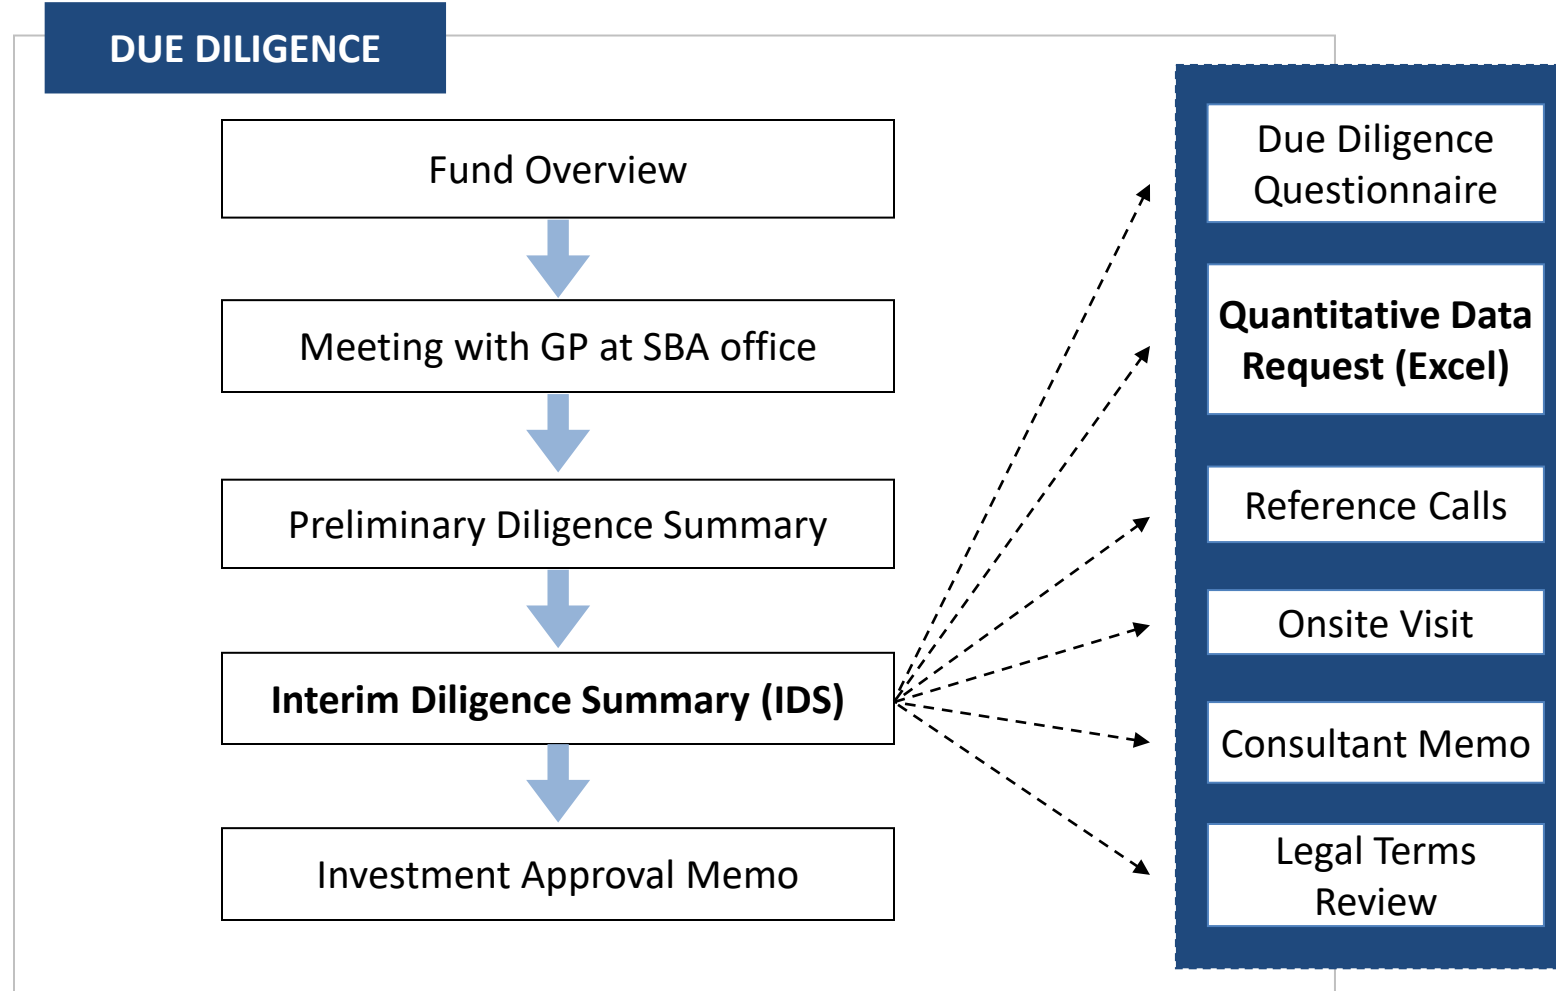 DUE DILIGENCE
Fund Overview
Meeting with GP at SBA office
Preliminary Diligence Summary
Interim Diligence Summary (IDS)
Investment Approval Memo
Due Diligence
Questionnaire
Quantitative Data
Request (Excel)
Reference Calls
Onsite Visit
Consultant Memo
Legal Terms
Review